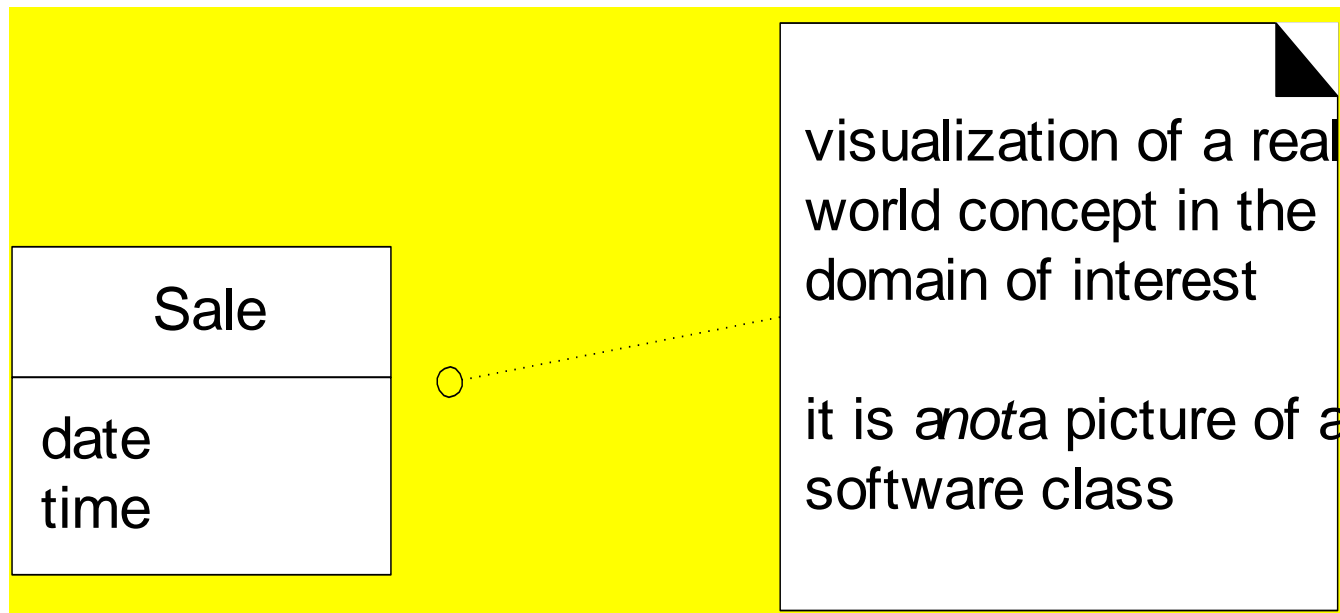 Sale
date
time
visualization of a real
world concept in the
domain of interest
it is anota picture of a
software class